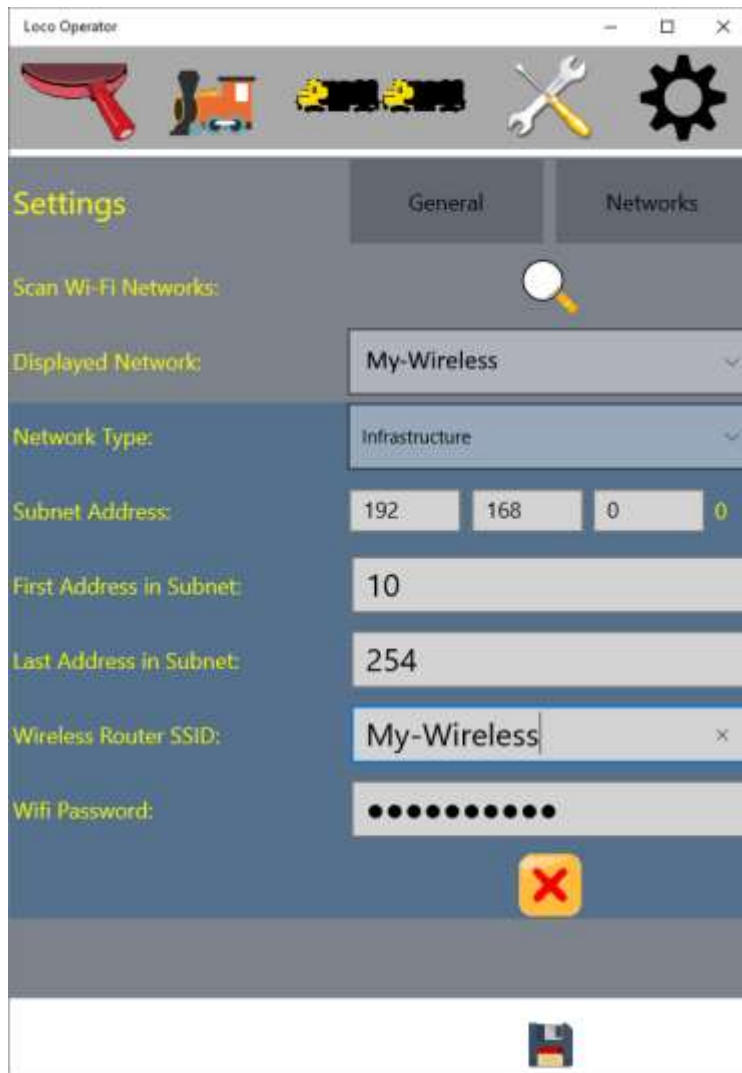 Loco Operator
Settings General Networks
Scan Wi-Fi Networks:
Displayed Network: My-Wireless
Network Type: Infrastructure
Subnet Address: 192 168 0 0
First Address in Subnet: 10
Last Address in Subnet: 254
Wireless Router SSID: My-Wireless
Wifi Password: ●●●●●●●●●●